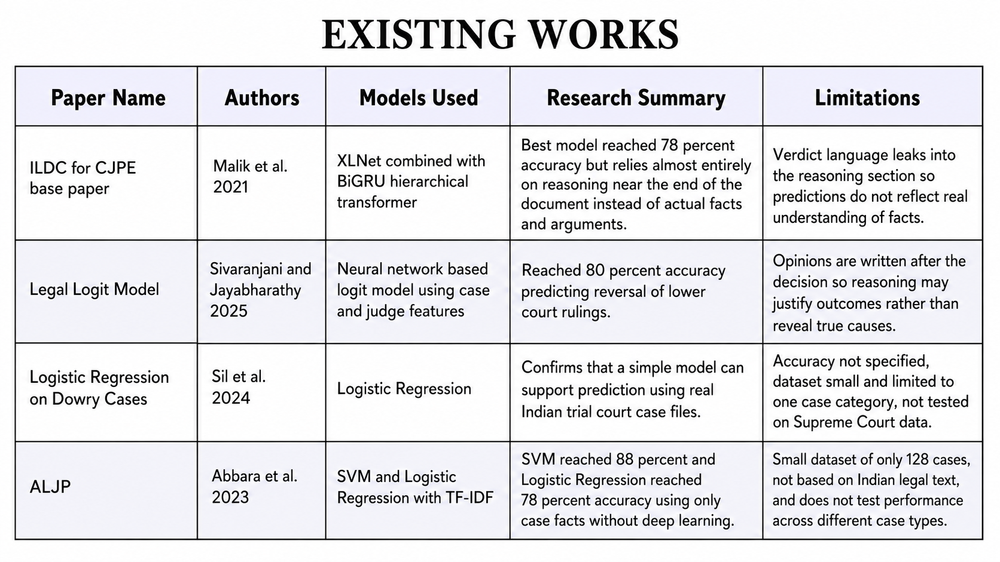 EXISTING WORKS
Paper Name
Authors
Models Used
Research Summary
Limitations
ILDC for CJPE
base paper
Malik et al.
2021
XLNet combined with
BiGRU hierarchical
transformer
Best model reached 78 percent
accuracy but relies almost entirely
on reasoning near the end of the
document instead of actual facts
and arguments.
Verdict language leaks into
the reasoning section so
predictions do not reflect real
understanding of facts.
Legal Logit Model
Sivaranjani and
Jayabharathy
2025
Neural network based
logit model using case
and judge features
Reached 80 percent accuracy
predicting reversal of lower
court rulings.
Opinions are written after the
decision so reasoning may
justify outcomes rather than
reveal true causes.
Logistic Regression
on Dowry Cases
Sil et al.
2024
Logistic Regression
Confirms that a simple model can
support prediction using real
Indian trial court case files.
Accuracy not specified,
dataset small and limited to
one case category, not tested
on Supreme Court data.
ALJP
Abbara et al.
2023
SVM and Logistic
Regression with TF-IDF
SVM reached 88 percent and
Logistic Regression reached
78 percent accuracy using only
case facts without deep learning.
Small dataset of only 128 cases,
not based on Indian legal text,
and does not test performance
across different case types.